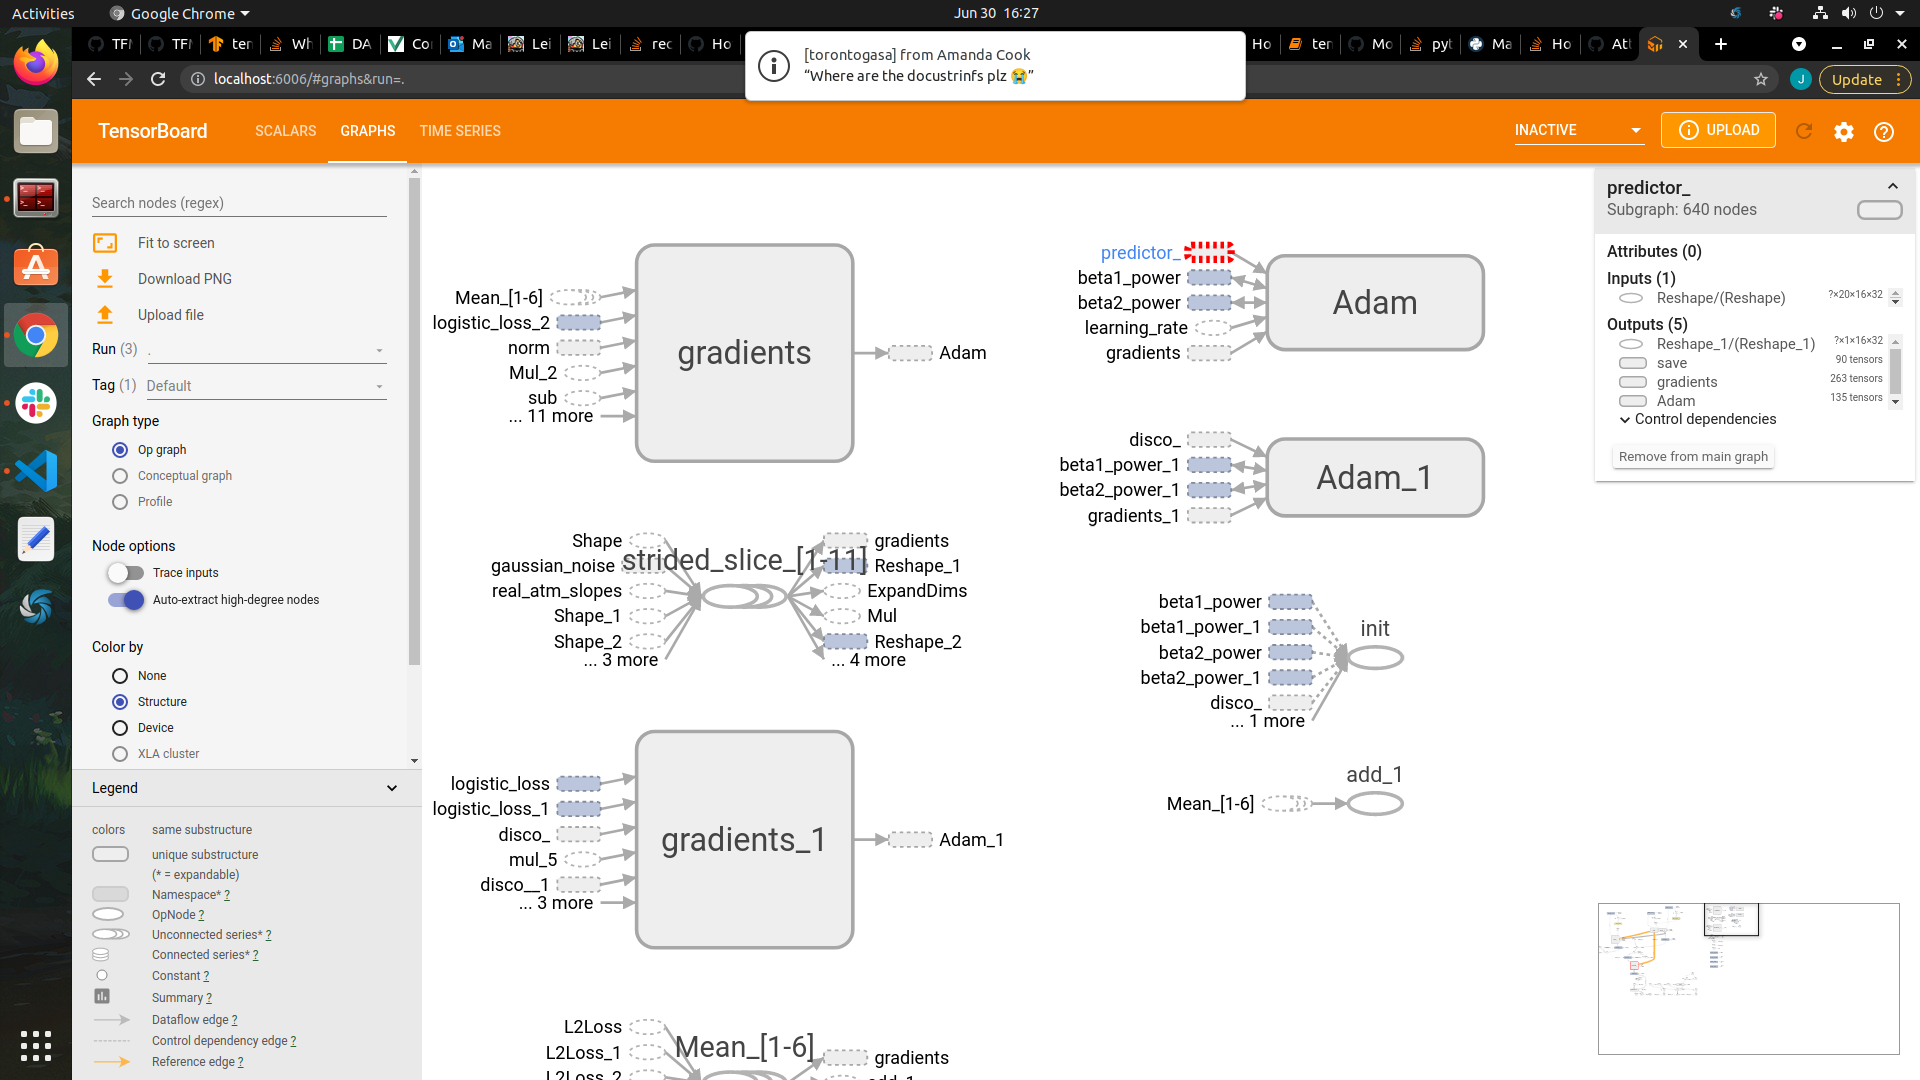 Activities
Google Chrome
Jun 30 16:27
TFN
TFN
ten
Wh
DA
Co
Ma
Lei
Lei
rec
Ho
Ho
ten
Mo
pyt
Ma
Ho
Att
[torontogasa] from Amanda Cook
“Where are the docustrinfs plz 😭”
localhost:6006/#graphs&run=.
J
Update
TensorBoard
SCALARS
GRAPHS
TIME SERIES
INACTIVE
UPLOAD
Search nodes (regex)
Fit to screen
Download PNG
Upload file
Run (3) .
Tag (1) Default
Graph type
Op graph
Conceptual graph
Profile
Node options
Trace inputs
Auto-extract high-degree nodes
Color by
None
Structure
Device
XLA cluster
Legend
colors same substructure
unique substructure
(* = expandable)
Namespace* ?
OpNode ?
Unconnected series* ?
Connected series* ?
Constant ?
Summary ?
Dataflow edge ?
Control dependency edge ?
Reference edge ?
Mean_[1-6]
logistic_loss_2
norm
Mul_2
sub
... 11 more
gradients
Adam
Shape
gaussian_noise
real_atm_slopes
Shape_1
Shape_2
... 3 more
strided_slice_[1-11]
gradients
Reshape_1
ExpandDims
Mul
Reshape_2
... 4 more
logistic_loss
logistic_loss_1
disco_
mul_5
disco__1
... 3 more
gradients_1
Adam_1
L2Loss
L2Loss_1
L2Loss_2
Mean_[1-6]
gradients
add_1
predictor_
beta1_power
beta2_power
learning_rate
gradients
Adam
disco_
beta1_power_1
beta2_power_1
gradients_1
Adam_1
beta1_power
beta1_power_1
beta2_power
beta2_power_1
disco_
... 1 more
init
add_1
Mean_[1-6]
predictor_
Subgraph: 640 nodes
Attributes (0)
Inputs (1)
Reshape/(Reshape) ?×20×16×32
Outputs (5)
Reshape_1/(Reshape_1) ?×1×16×32
save 90 tensors
gradients 263 tensors
Adam 135 tensors
Control dependencies
Remove from main graph